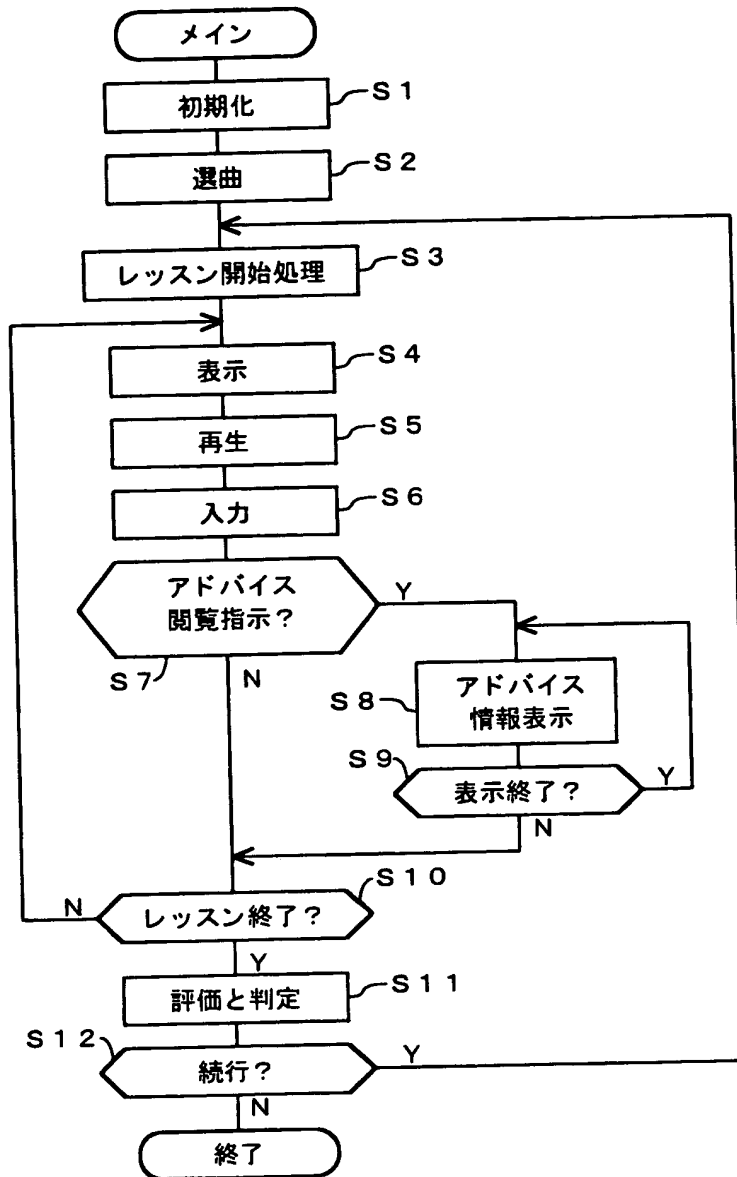 メイン
初期化
S1
選曲
S2
レッスン開始処理
S3
表示
S4
再生
S5
入力
S6
アドバイス
閲覧指示?
Y
S7
N
アドバイス
情報表示
S8
S9
表示終了?
Y
N
S10
N
レッスン終了?
Y
評価と判定
S11
S12
続行?
Y
N
終了